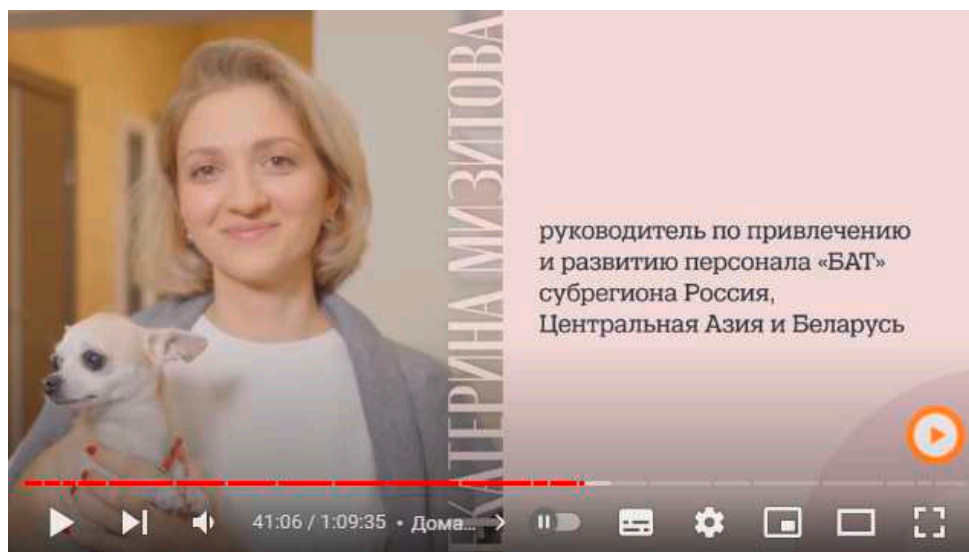 ЕКАТЕРИНА МИЗИТОВА
руководитель по привлечению
и развитию персонала «БАТ»
субрегиона Россия,
Центральная Азия и Беларусь
41:06 / 1:09:35 • Дома...